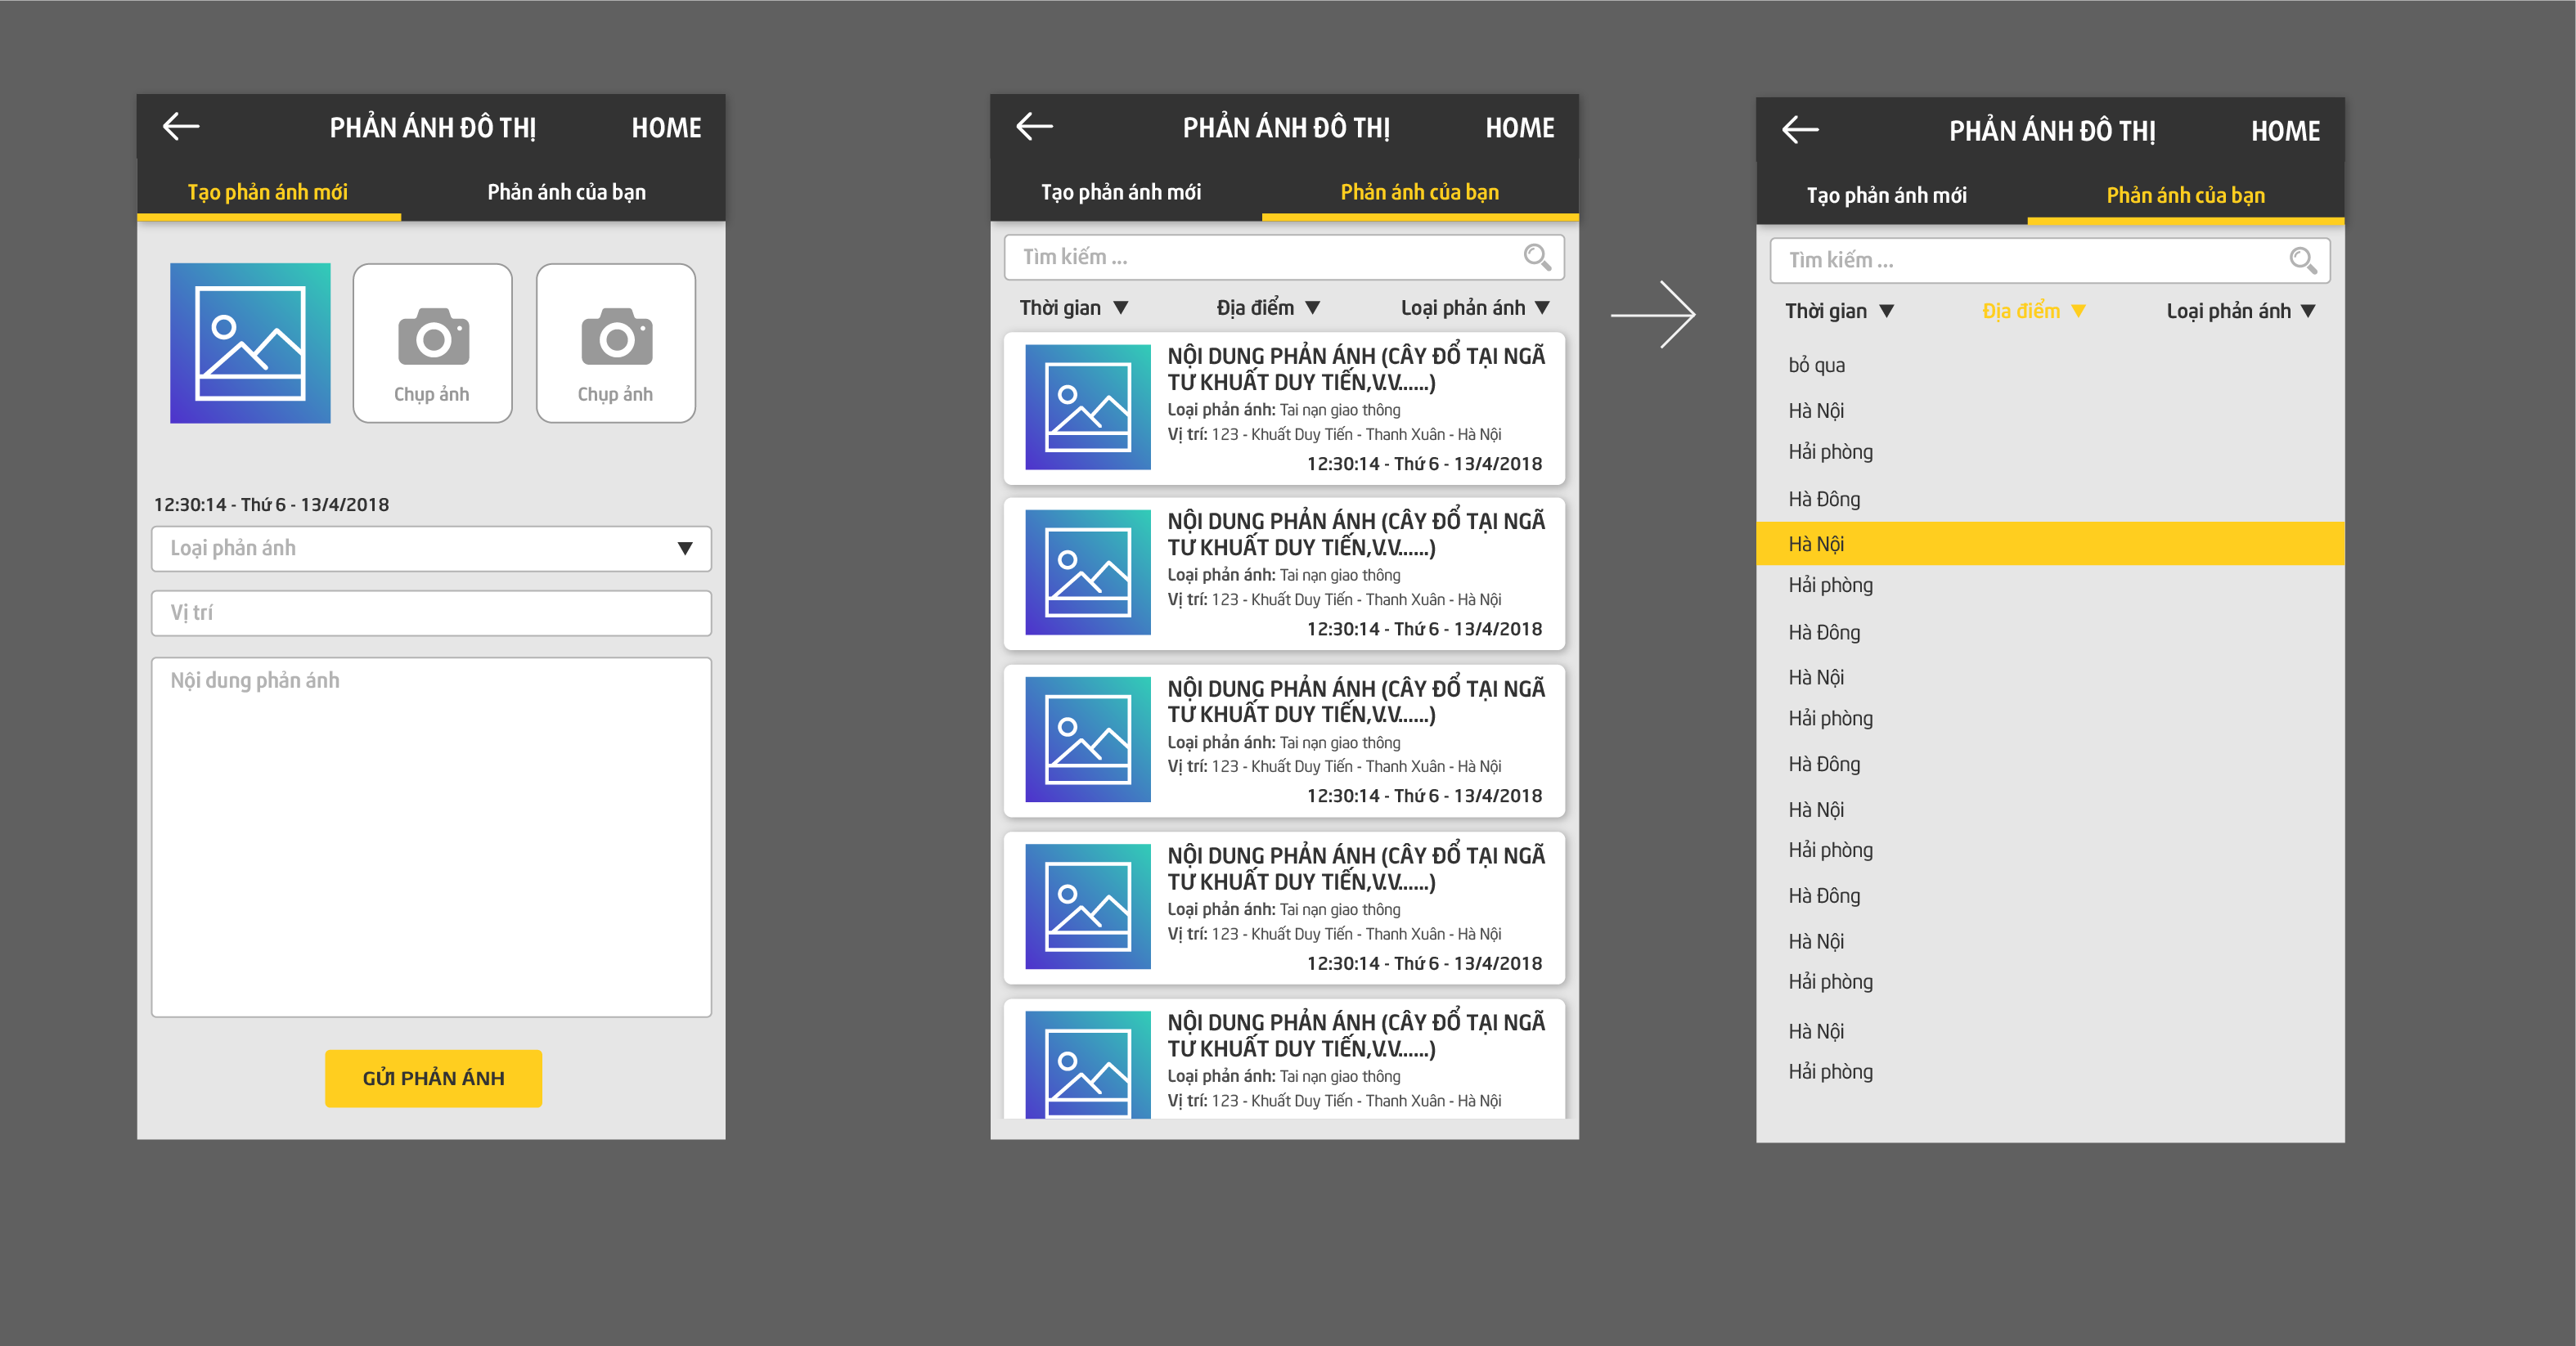 PHẢN ÁNH ĐÔ THỊ
HOME
Tạo phản ánh mới
Phản ánh của bạn
Chụp ảnh
Chụp ảnh
12:30:14 - Thứ 6 - 13/4/2018
Loại phản ánh
Vị trí
Nội dung phản ánh
GỬI PHẢN ÁNH
PHẢN ÁNH ĐÔ THỊ
HOME
Tạo phản ánh mới
Phản ánh của bạn
Tìm kiếm ...
Thời gian
Địa điểm
Loại phản ánh
NỘI DUNG PHẢN ÁNH (CÂY ĐỔ TẠI NGÃ
TƯ KHUẤT DUY TIẾN,V.V......)
Loại phản ánh: Tai nạn giao thông
Vị trí: 123 - Khuất Duy Tiến - Thanh Xuân - Hà Nội
12:30:14 - Thứ 6 - 13/4/2018
NỘI DUNG PHẢN ÁNH (CÂY ĐỔ TẠI NGÃ
TƯ KHUẤT DUY TIẾN,V.V......)
Loại phản ánh: Tai nạn giao thông
Vị trí: 123 - Khuất Duy Tiến - Thanh Xuân - Hà Nội
12:30:14 - Thứ 6 - 13/4/2018
NỘI DUNG PHẢN ÁNH (CÂY ĐỔ TẠI NGÃ
TƯ KHUẤT DUY TIẾN,V.V......)
Loại phản ánh: Tai nạn giao thông
Vị trí: 123 - Khuất Duy Tiến - Thanh Xuân - Hà Nội
12:30:14 - Thứ 6 - 13/4/2018
NỘI DUNG PHẢN ÁNH (CÂY ĐỔ TẠI NGÃ
TƯ KHUẤT DUY TIẾN,V.V......)
Loại phản ánh: Tai nạn giao thông
Vị trí: 123 - Khuất Duy Tiến - Thanh Xuân - Hà Nội
12:30:14 - Thứ 6 - 13/4/2018
NỘI DUNG PHẢN ÁNH (CÂY ĐỔ TẠI NGÃ
TƯ KHUẤT DUY TIẾN,V.V......)
Loại phản ánh: Tai nạn giao thông
Vị trí: 123 - Khuất Duy Tiến - Thanh Xuân - Hà Nội
PHẢN ÁNH ĐÔ THỊ
HOME
Tạo phản ánh mới
Phản ánh của bạn
Tìm kiếm ...
Thời gian
Địa điểm
Loại phản ánh
bỏ qua
Hà Nội
Hải phòng
Hà Đông
Hà Nội
Hải phòng
Hà Đông
Hà Nội
Hải phòng
Hà Đông
Hà Nội
Hải phòng
Hà Đông
Hà Nội
Hải phòng
Hà Nội
Hải phòng